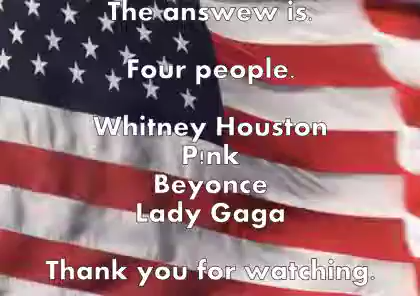 The answew is.
Four people.
Whitney Houston
P!nk
Beyonce
Lady Gaga
Thank you for watching.